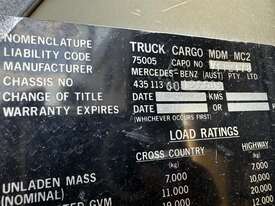 NOMENCLATURE TRUCK CARGO MDM MC2
LIABILITY CODE 75005 CAPO NO
MANUFACTURER MERCEDES-BENZ (AUST) PTY LTD
CHASSIS NO 435 113 60
CHANGE OF TITLE DATE KMS
WARRANTY EXPIRES DATE KMS
(WHICHEVER OCCURS FIRST)
LOAD RATINGS
CROSS COUNTRY HIGHWAY
(kg) (kg)
UNLADEN MASS 7,000 7,000
(NOMINAL) 11.000 10,000
GVM 12,000 20,000